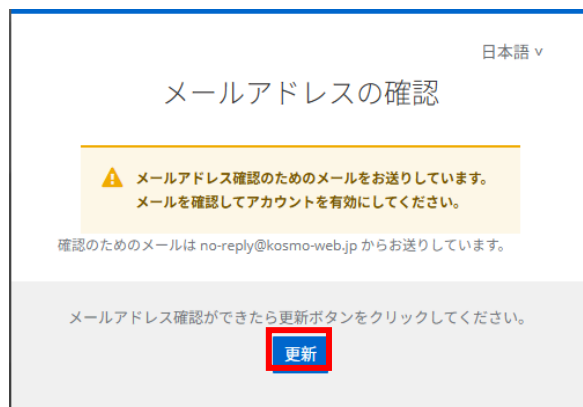 日本語 ∨
メールアドレスの確認
メールアドレス確認のためのメールをお送りしています。
メールを確認してアカウントを有効にしてください。
確認のためのメールは no-reply@kosmo-web.jp からお送りしています。
メールアドレス確認ができたら更新ボタンをクリックしてください。
更新